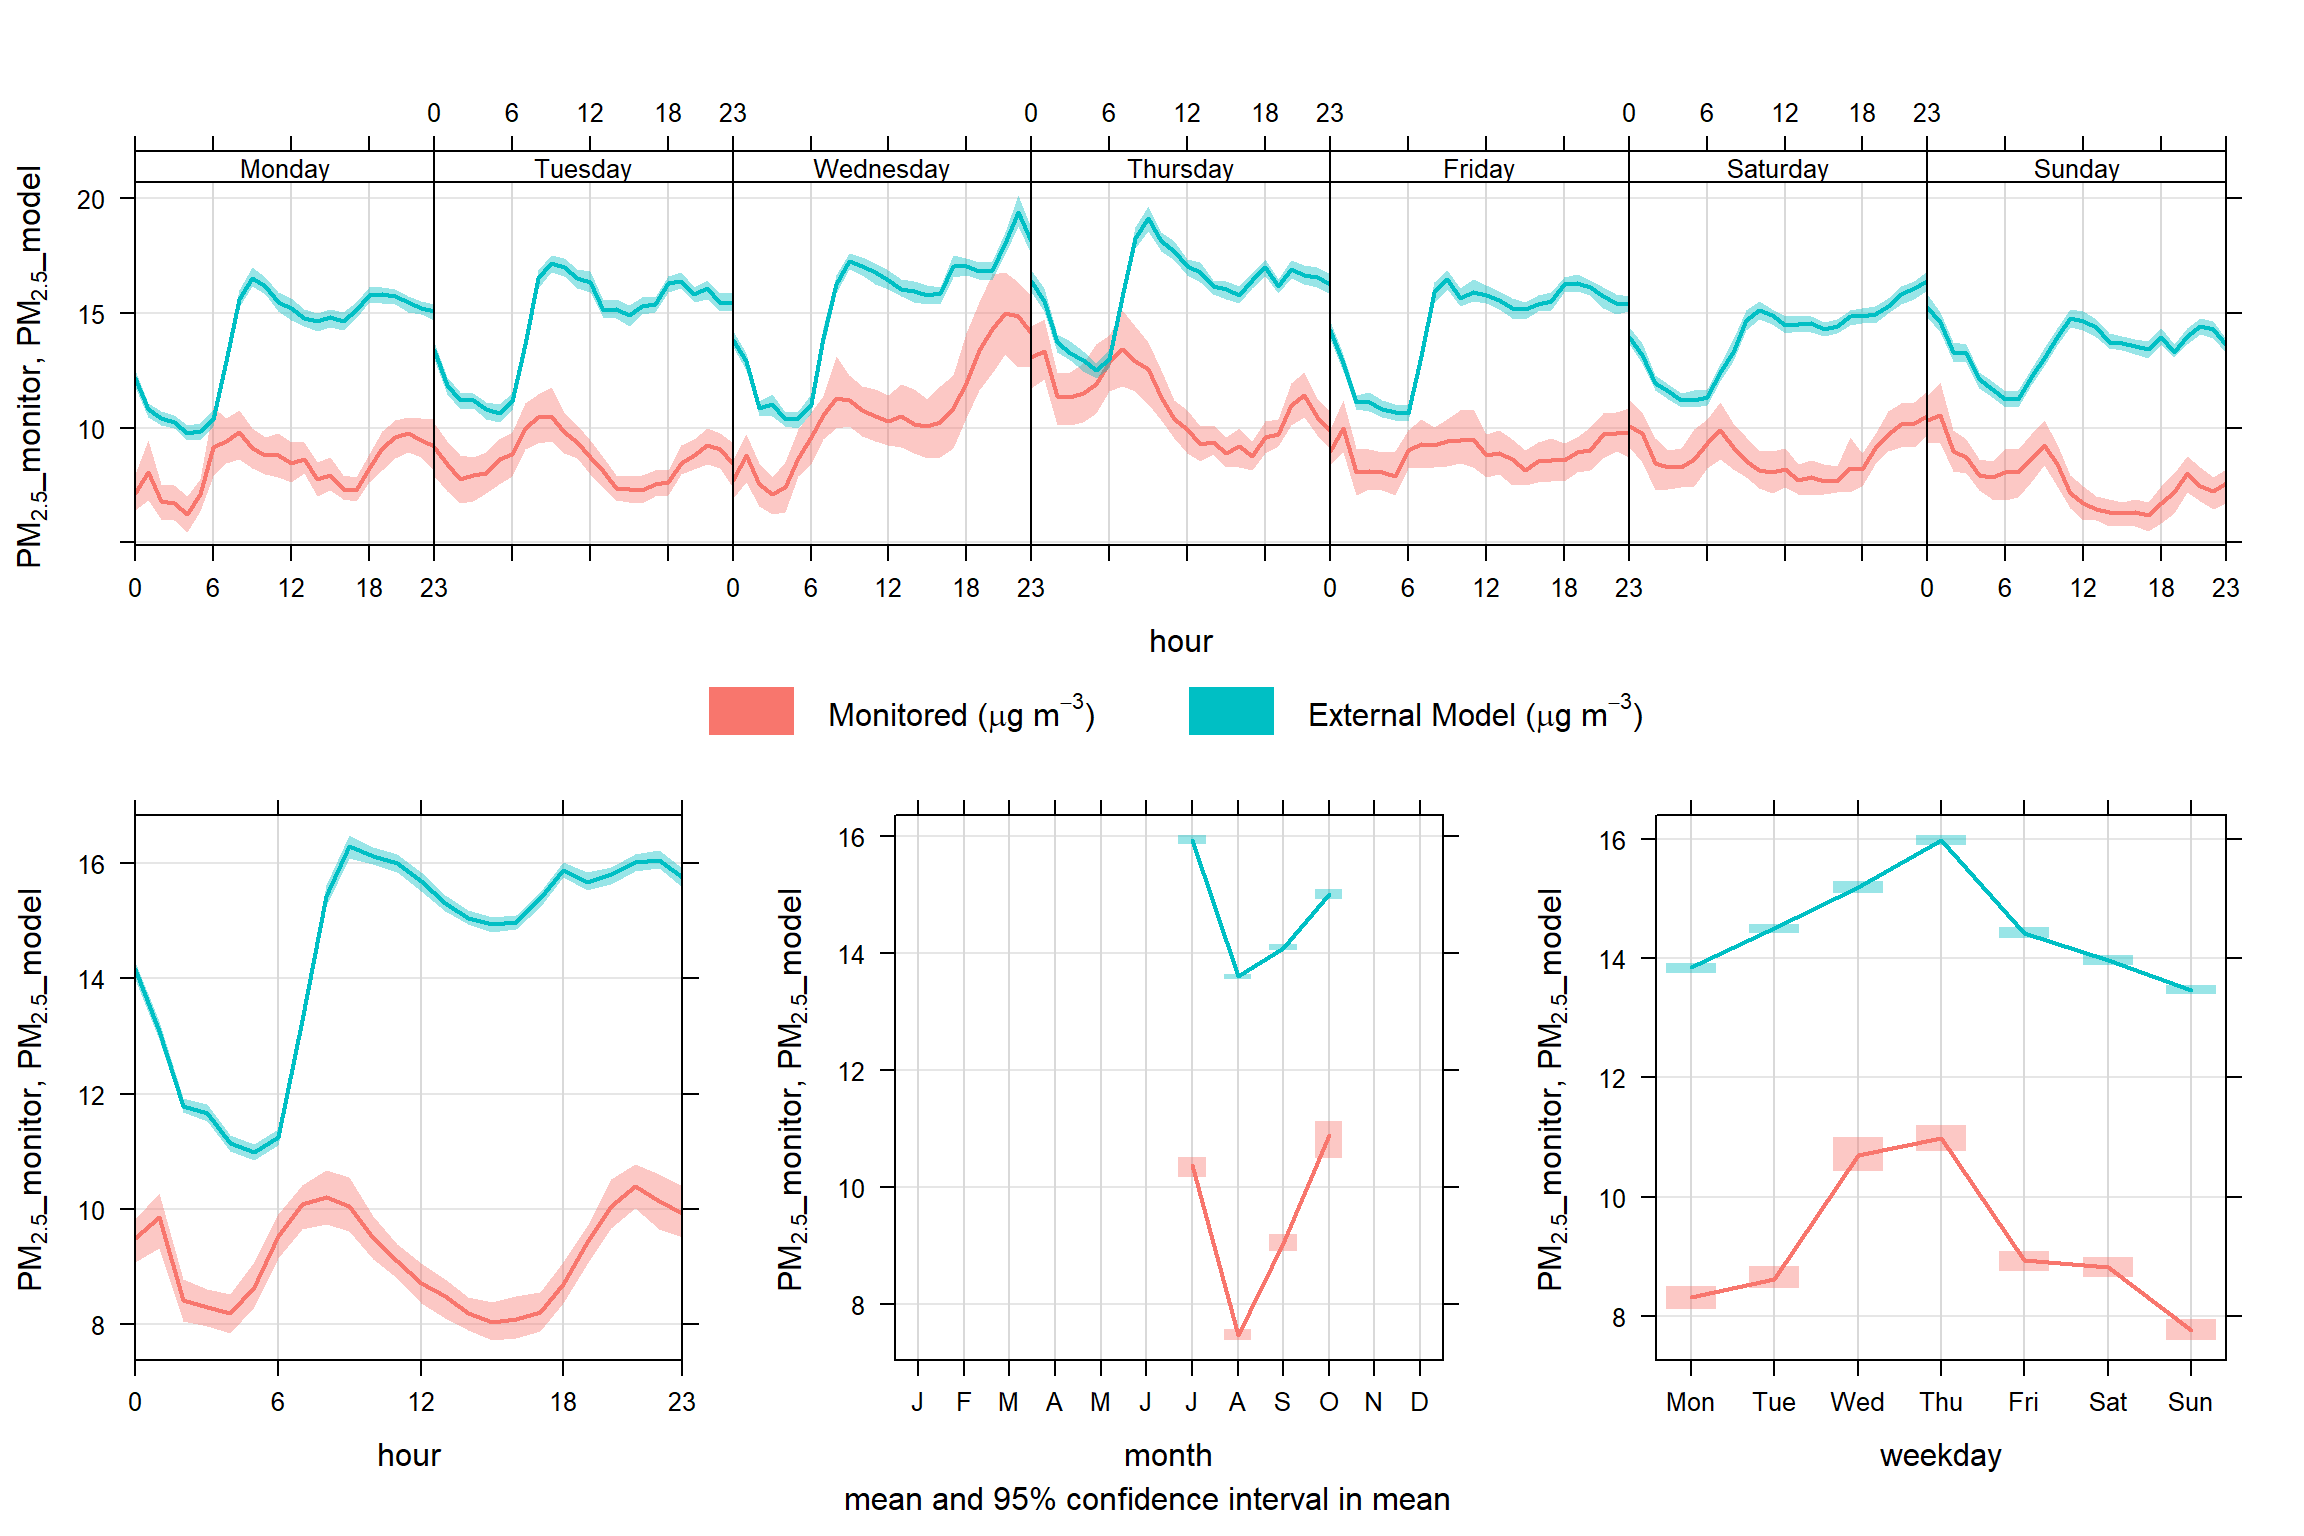 0 6 12 18 23 0 6 12 18 23 0 6 12 18 23
Monday Tuesday Wednesday Thursday Friday Saturday Sunday
PM2.5_monitor, PM2.5_model
20
15
10
0 6 12 18 23 0 6 12 18 23 0 6 12 18 23 0 6 12 18 23
hour
Monitored (μg m−3) External Model (μg m−3)
PM2.5_monitor, PM2.5_model
16
14
12
10
8
0 6 12 18 23
hour
PM2.5_monitor, PM2.5_model
16
14
12
10
8
J F M A M J J A S O N D
month
PM2.5_monitor, PM2.5_model
16
14
12
10
8
Mon Tue Wed Thu Fri Sat Sun
weekday
mean and 95% confidence interval in mean